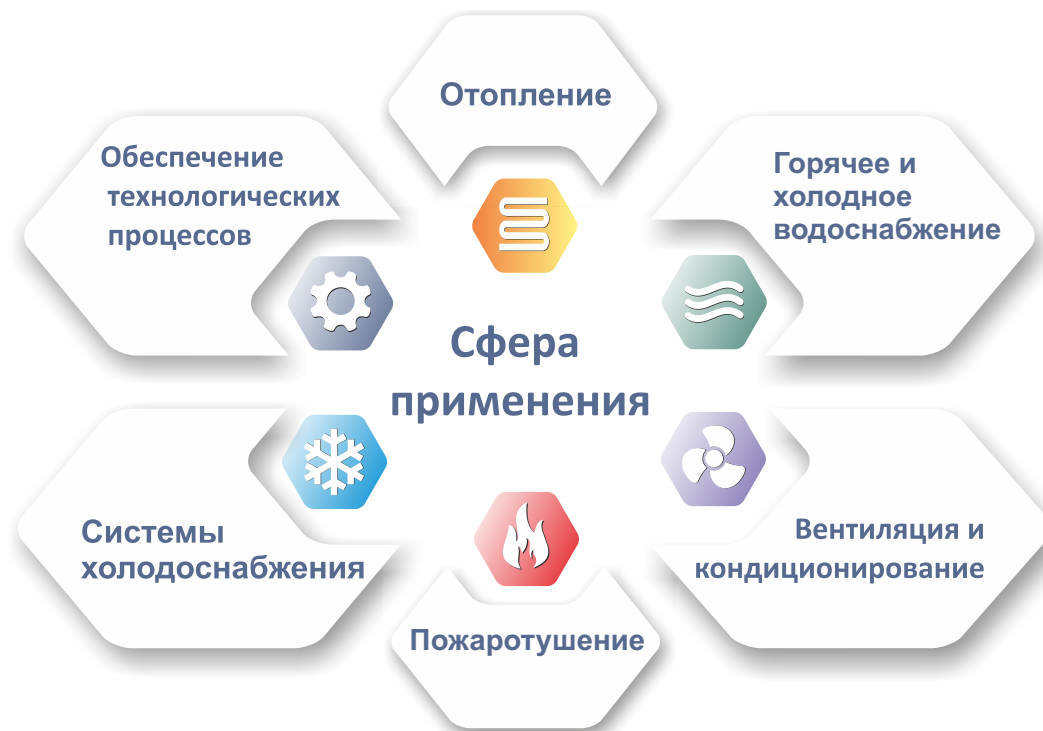 Отопление
Обеспечение
технологических
процессов
Горячее и
холодное
водоснабжение
Сфера
применения
Системы
холодоснабжения
Вентиляция и
кондиционирование
Пожаротушение